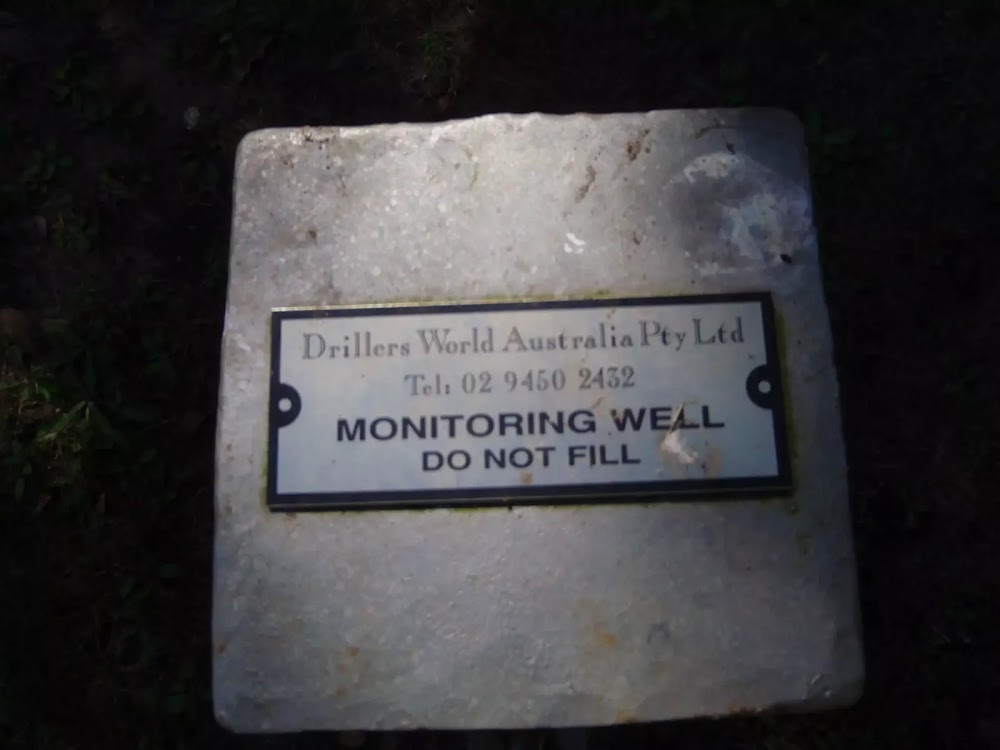 Drillers World Australia Pty Ltd
Tel: 02 9450 2432
MONITORING WELL
DO NOT FILL